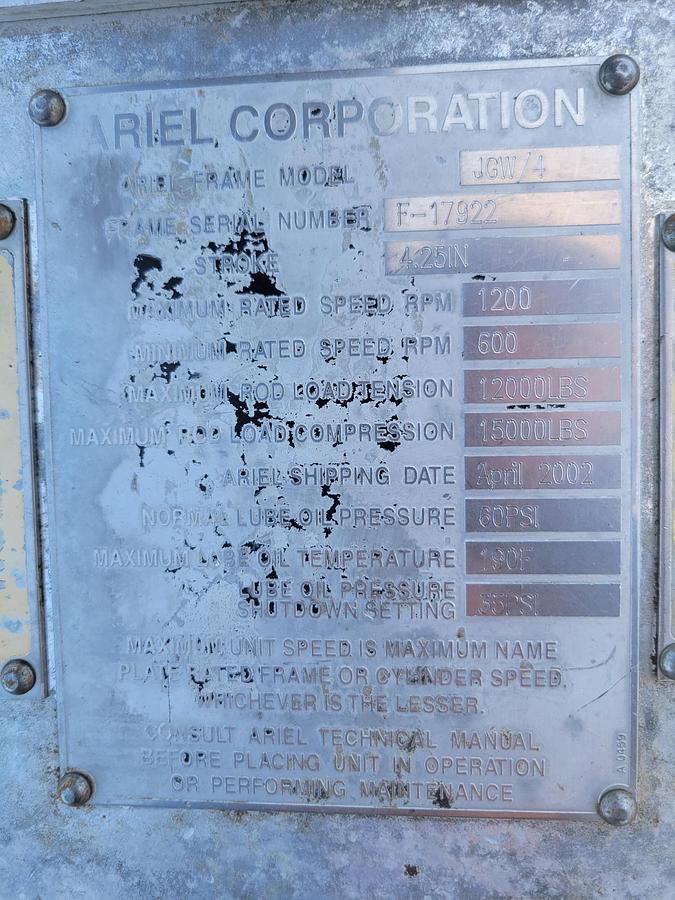 ARIEL CORPORATION
ARIEL FRAME MODEL JGW/4
FRAME SERIAL NUMBER F-17922
STROKE 4.25IN
MAXIMUM RATED SPEED RPM 1200
MINIMUM RATED SPEED RPM 600
MAXIMUM ROD LOAD TENSION 12000LBS
MAXIMUM ROD LOAD COMPRESSION 15000LBS
ARIEL SHIPPING DATE April 2002
NORMAL LUBE OIL PRESSURE 60PSI
MAXIMUM LUBE OIL TEMPERATURE 190F
LUBE OIL PRESSURE
SHUTDOWN SETTING 35PSI
MAXIMUM UNIT SPEED IS MAXIMUM NAME
PLATE RATED FRAME OR CYLINDER SPEED,
WHICHEVER IS THE LESSER.
CONSULT ARIEL TECHNICAL MANUAL
BEFORE PLACING UNIT IN OPERATION
OR PERFORMING MAINTENANCE
A 0459